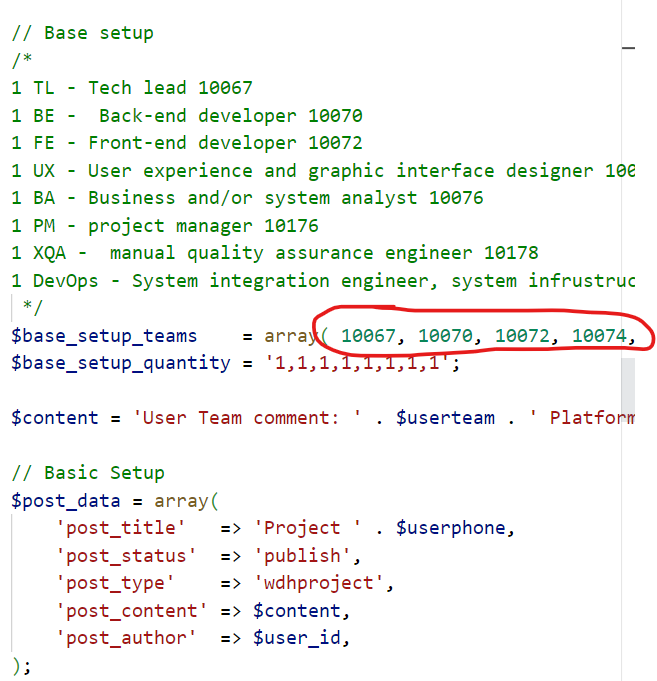 // Base setup
/*
1 TL - Tech lead 10067
1 BE -  Back-end developer 10070
1 FE - Front-end developer 10072
1 UX - User experience and graphic interface designer
1 BA - Business and/or system analyst 10076
1 PM - project manager 10176
1 XQA -  manual quality assurance engineer 10178
1 DevOps - System integration engineer, system
*/
$base_setup_teams    = array( 10067, 10070, 10072, 10074,
$base_setup_quantity = '1,1,1,1,1,1,1,1';
$content = 'User Team comment: ' . $userteam . ' Platform
// Basic Setup
$post_data = array(
'post_title'   => 'Project ' . $userphone,
'post_status'  => 'publish',
'post_type'    => 'wdhproject',
'post_content' => $content,
'post_author'  => $user_id,
);